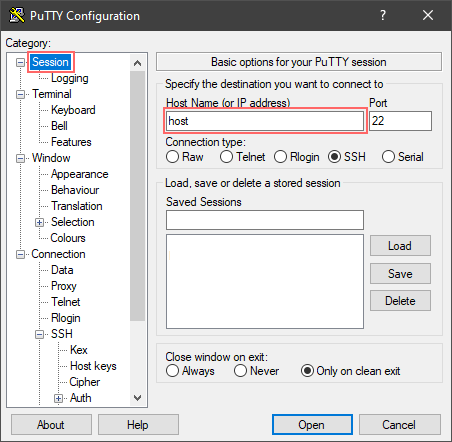 PuTTY Configuration
Category:
Session
Logging
Terminal
Keyboard
Bell
Features
Window
Appearance
Behaviour
Translation
Selection
Colours
Connection
Data
Proxy
Telnet
Rlogin
SSH
Kex
Host keys
Cipher
Auth
Basic options for your PuTTY session
Specify the destination you want to connect to
Host Name (or IP address) Port
host 22
Connection type:
Raw Telnet Rlogin SSH Serial
Load, save or delete a stored session
Saved Sessions
Load
Save
Delete
Close window on exit:
Always Never Only on clean exit
About Help Open Cancel